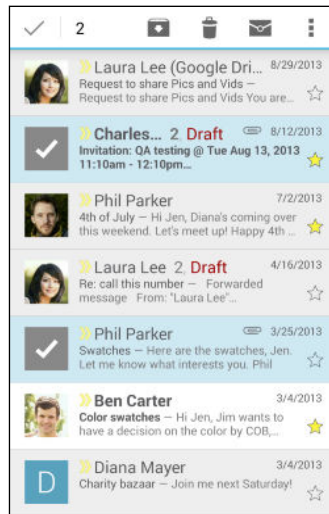 2
Laura Lee (Google Dri... 8/29/2013
Request to share Pics and Vids –
Request to share Pics and Vids You are...
Charles... 2, Draft 8/12/2013
Invitation: QA testing @ Tue Aug 13, 2013
11:10am - 12:10pm...
Phil Parker 7/2/2013
4th of July – Hi Jen, Diana's coming over
this weekend. Let's meet up! Happy 4th ...
Laura Lee 2, Draft 4/16/2013
Re: call this number – Forwarded
message From: "Laura Lee"...
Phil Parker 3/25/2013
Swatches – Here are the swatches, Jen.
Let me know what interests you. Phil
Ben Carter 3/4/2013
Color swatches – Hi Jen, Jim wants to
have a decision on the color by COB,...
D Diana Mayer 3/4/2013
Charity bazaar – Join me next Saturday!